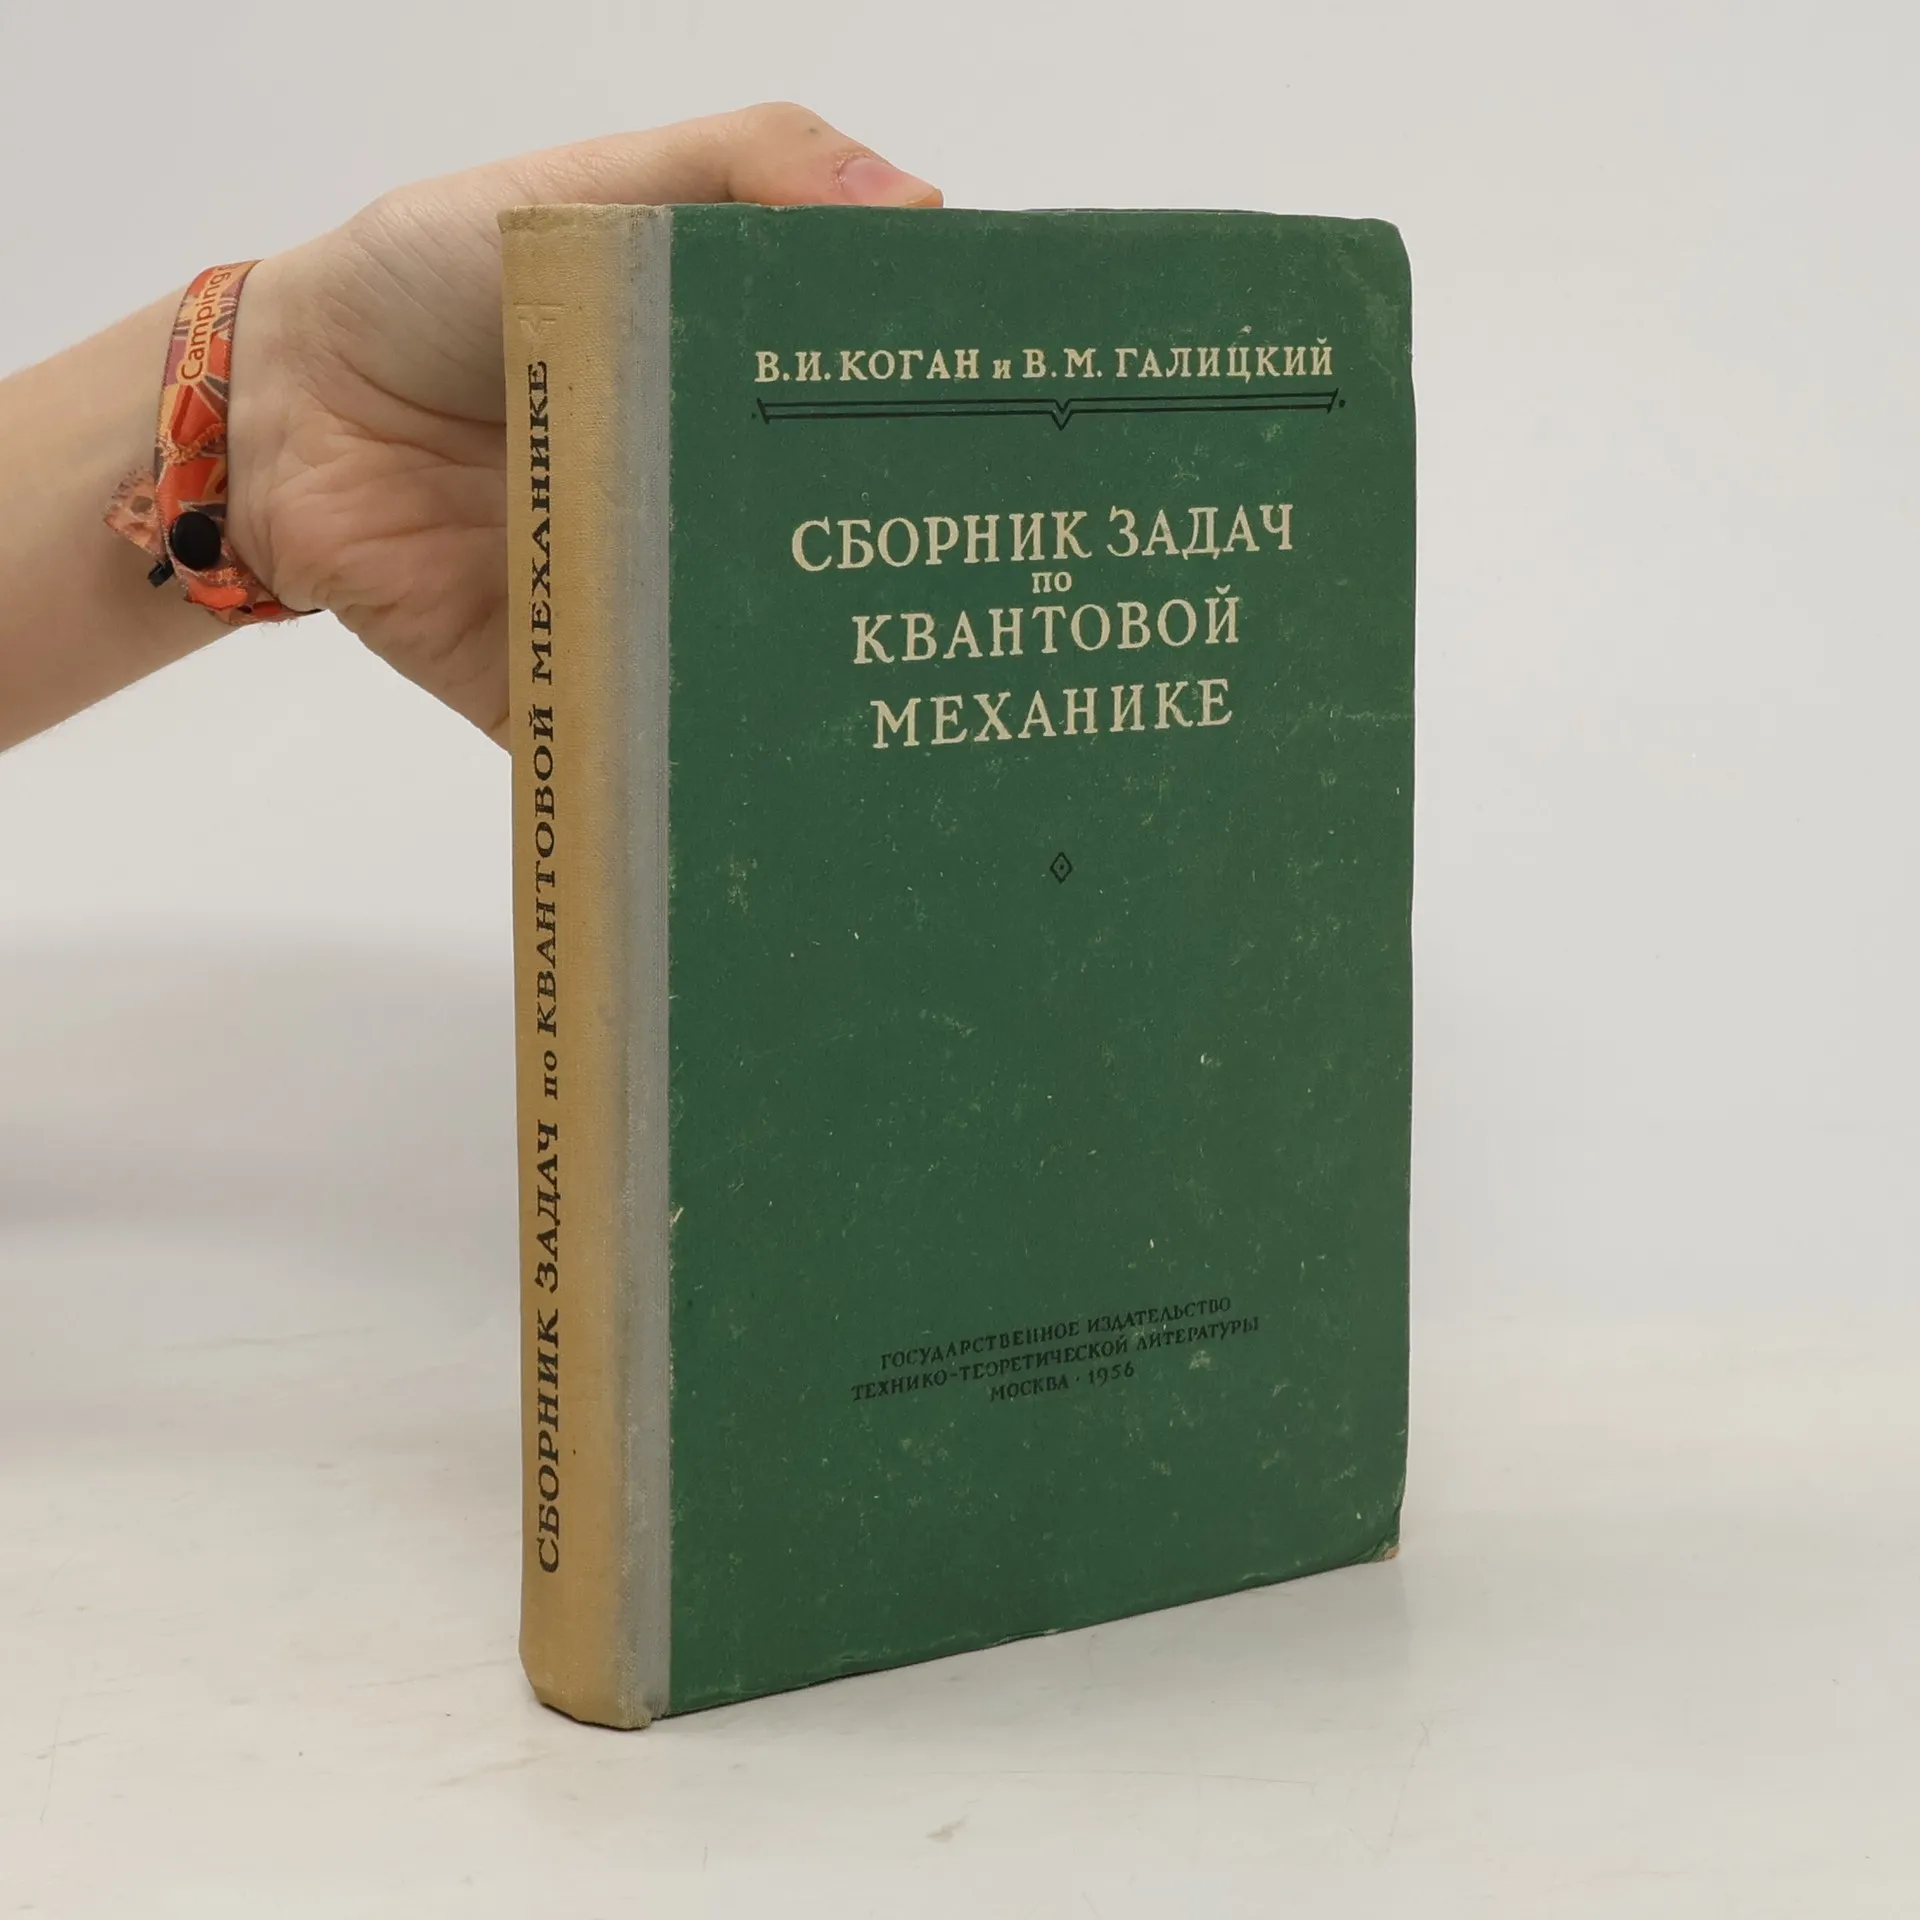 Camping
СБОРНИК ЗАДАЧ по КВАНТОВОЙ МЕХАНИКЕ
В. И. КОГАН и В. М. ГАЛИЦКИЙ
СБОРНИК ЗАДАЧ
по
КВАНТОВОЙ
МЕХАНИКЕ
ГОСУДАРСТВЕННОЕ ИЗДАТЕЛЬСТВО
ТЕХНИКО-ТЕОРЕТИЧЕСКОЙ ЛИТЕРАТУРЫ
МОСКВА · 1956